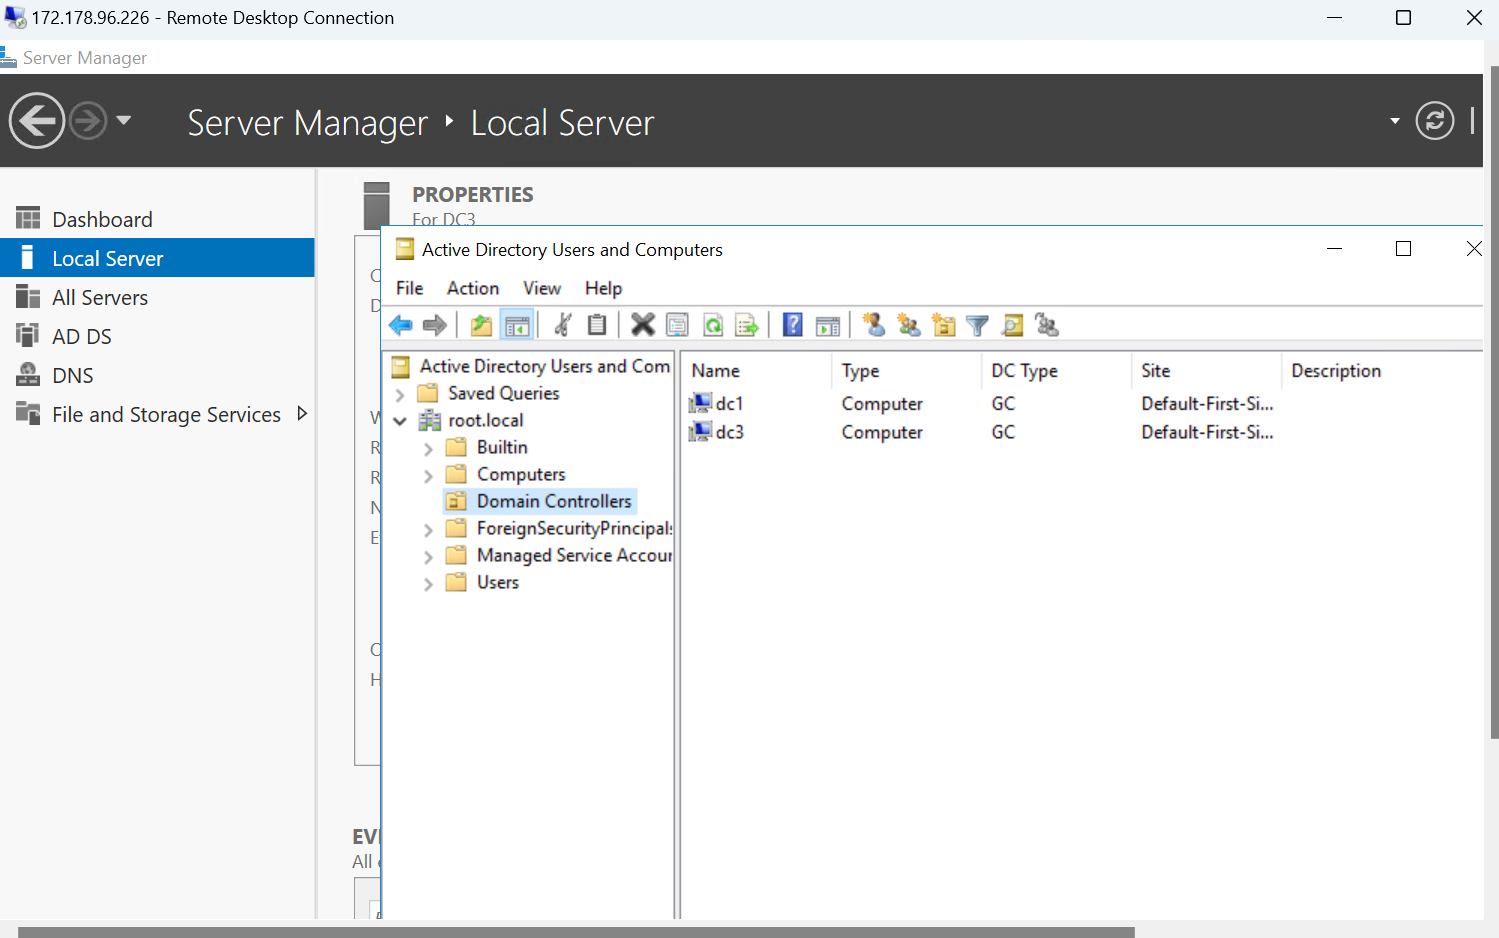 172.178.96.226 - Remote Desktop Connection
Server Manager
Server Manager Local Server
Dashboard
Local Server
All Servers
AD DS
DNS
File and Storage Services
PROPERTIES
For DC3
Active Directory Users and Computers
File Action View Help
Active Directory Users and Com
Saved Queries
root.local
Builtin
Computers
Domain Controllers
ForeignSecurityPrincipals
Managed Service Accour
Users
Name Type DC Type Site Description
dc1 Computer GC Default-First-Si...
dc3 Computer GC Default-First-Si...
EVI
All